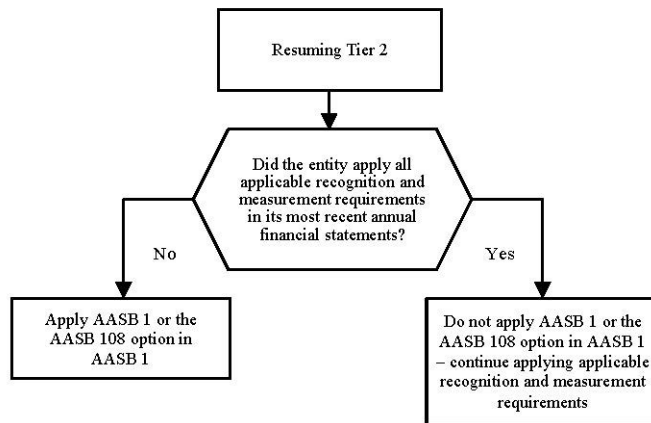 Resuming Tier 2
Did the entity apply all
applicable recognition and
measurement requirements
in its most recent annual
financial statements?
No
Yes
Apply AASB 1 or the
AASB 108 option in
AASB 1
Do not apply AASB 1 or the
AASB 108 option in AASB 1
– continue applying applicable
recognition and measurement
requirements